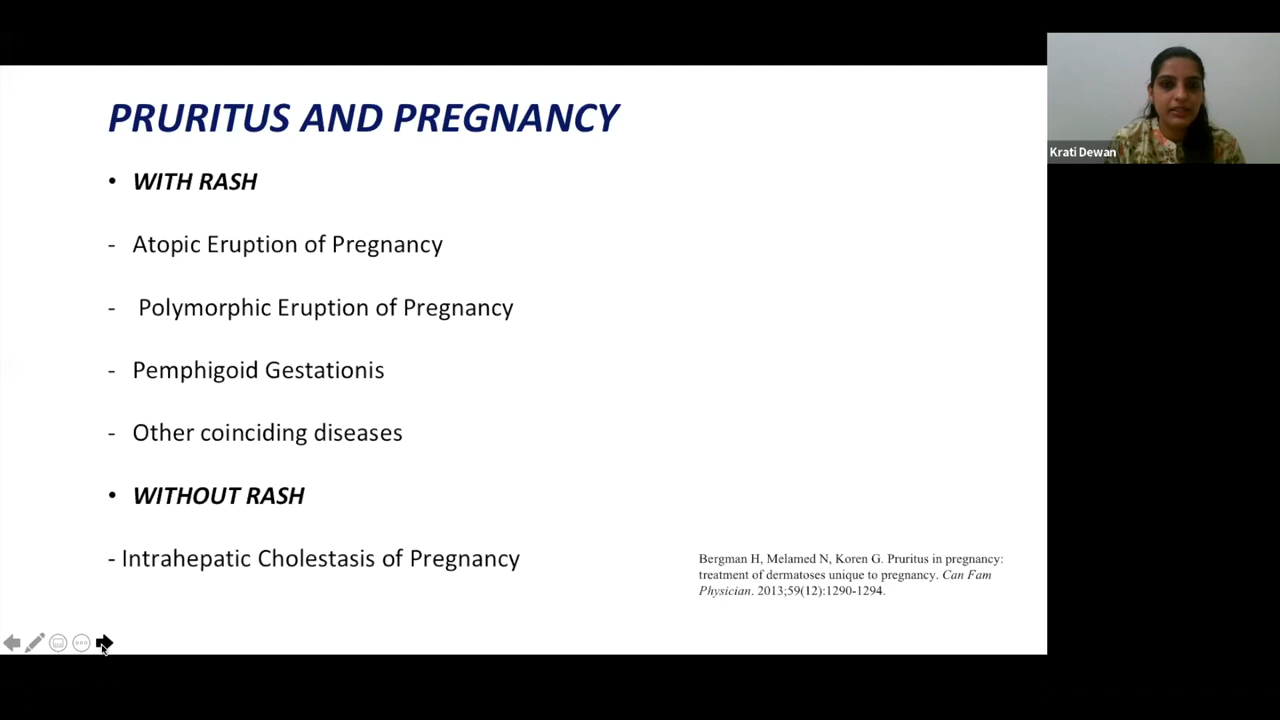 PRURITUS AND PREGNANCY
• WITH RASH
- Atopic Eruption of Pregnancy
- Polymorphic Eruption of Pregnancy
- Pemphigoid Gestationis
- Other coinciding diseases
• WITHOUT RASH
- Intrahepatic Cholestasis of Pregnancy
Bergman H, Melamed N, Koren G. Pruritus in pregnancy:
treatment of dermatoses unique to pregnancy. Can Fam
Physician. 2013;59(12):1290-1294.
Krati Dewan